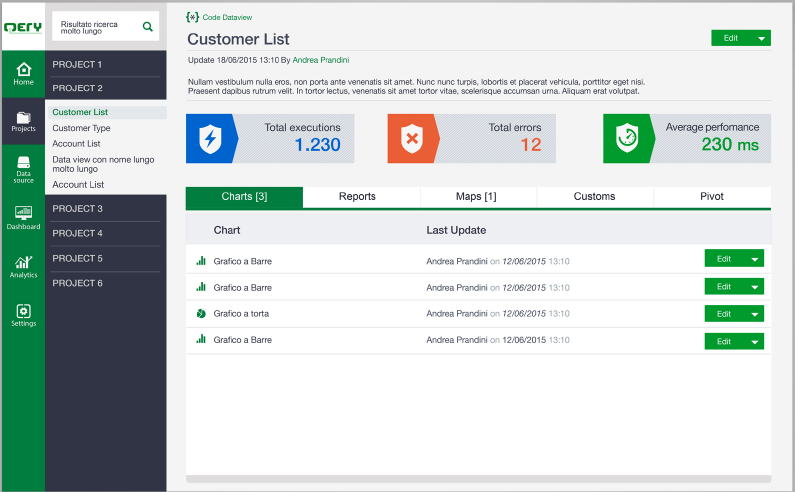 QERY
Risultato ricerca
molto lungo
Home
Projects
Data
source
Dashboard
Analytics
Settings
PROJECT 1
PROJECT 2
Customer List
Customer Type
Account List
Data view con nome lungo
molto lungo
Account List
PROJECT 3
PROJECT 4
PROJECT 5
PROJECT 6
{*} Code Dataview
Customer List
Edit
Update 18/06/2015 13:10 By Andrea Prandini
Nullam vestibulum nulla eros, non porta ante venenatis sit amet. Nunc nunc turpis, lobortis et placerat vehicula, porttitor eget nisi.
Praesent dapibus rutrum velit. In tortor lectus, venenatis sit amet tortor vitae, scelerisque accumsan urna. Aliquam erat volutpat.
Total executions
1.230
Total errors
12
Average perfomance
230 ms
Charts [3] Reports Maps [1] Customs Pivot
Chart Last Update
Grafico a Barre Andrea Prandini on 12/06/2015 13:10 Edit
Grafico a Barre Andrea Prandini on 12/06/2015 13:10 Edit
Grafico a torta Andrea Prandini on 12/06/2015 13:10 Edit
Grafico a Barre Andrea Prandini on 12/06/2015 13:10 Edit